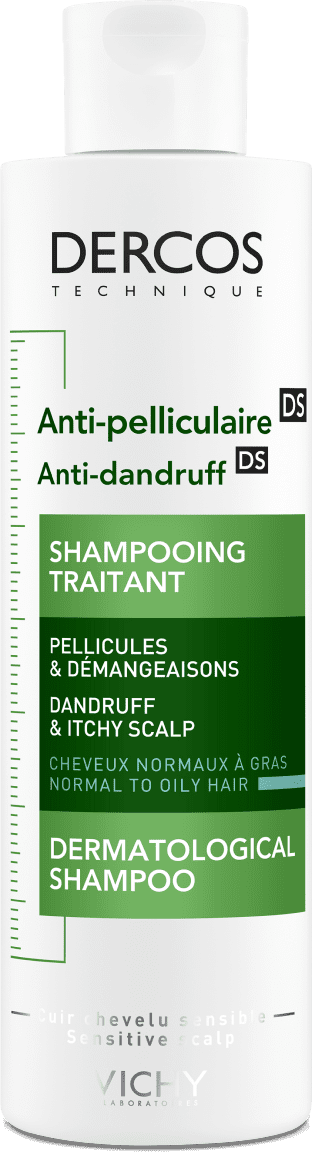 DERCOS
TECHNIQUE
Anti-pelliculaire DS
Anti-dandruff DS
SHAMPOOING
TRAITANT
PELLICULES
& DÉMANGEAISONS
DANDRUFF
& ITCHY SCALP
CHEVEUX NORMAUX À GRAS
NORMAL TO OILY HAIR
DERMATOLOGICAL
SHAMPOO
Cuir chevelu sensible
Sensitive scalp
VICHY
LABORATOIRES